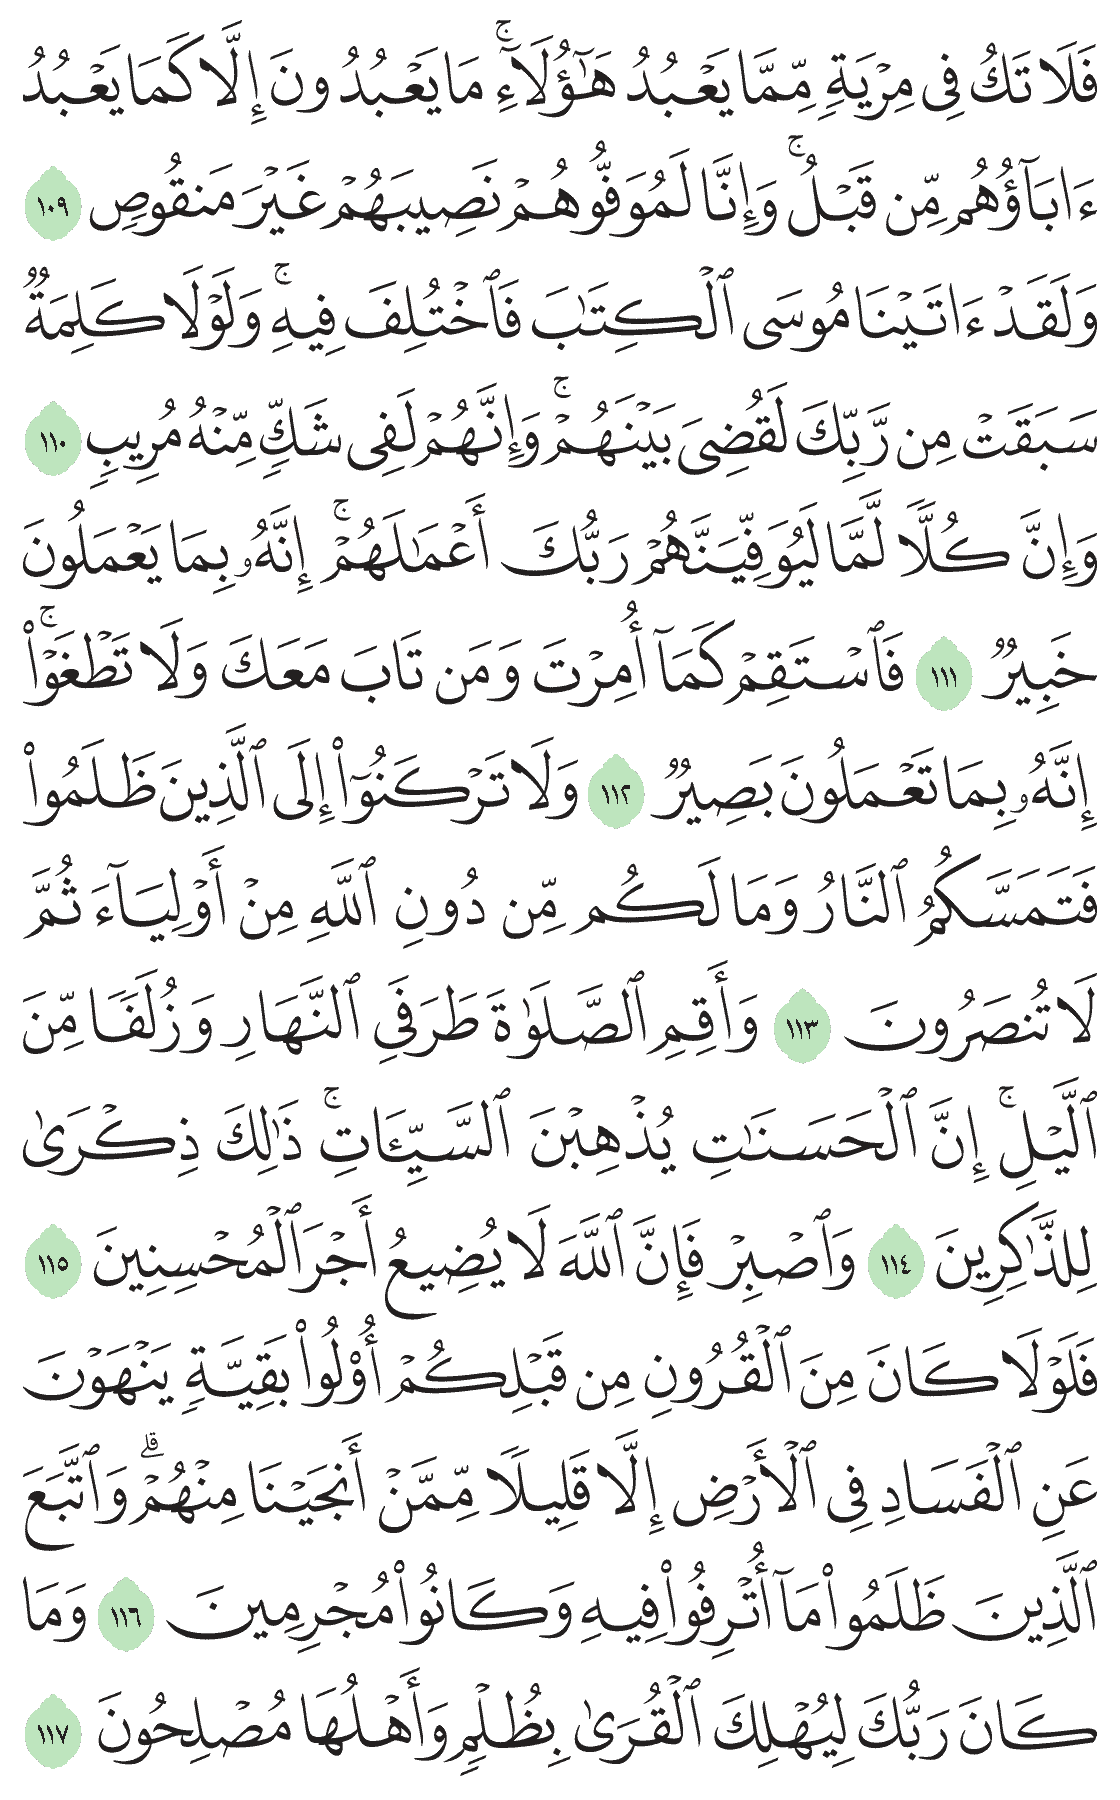 فَلَا تَكُ فِى مِرْيَةٍ مِّمَّا يَعْبُدُ هَٰٓؤُلَآءِ ۚ مَا يَعْبُدُونَ إِلَّا كَمَا يَعْبُدُ
ءَابَآؤُهُم مِّن قَبْلُ ۚ وَإِنَّا لَمُوَفُّوهُمْ نَصِيبَهُمْ غَيْرَ مَنقُوصٍ ١٠٩
وَلَقَدْ ءَاتَيْنَا مُوسَى ٱلْكِتَٰبَ فَٱخْتُلِفَ فِيهِ ۚ وَلَوْلَا كَلِمَةٌ
سَبَقَتْ مِن رَّبِّكَ لَقُضِىَ بَيْنَهُمْ ۚ وَإِنَّهُمْ لَفِى شَكٍّ مِّنْهُ مُرِيبٍ ١١٠
وَإِنَّ كُلًّا لَّمَّا لَيُوَفِّيَنَّهُمْ رَبُّكَ أَعْمَٰلَهُمْ ۚ إِنَّهُۥ بِمَا يَعْمَلُونَ
خَبِيرٌ ١١١ فَٱسْتَقِمْ كَمَآ أُمِرْتَ وَمَن تَابَ مَعَكَ وَلَا تَطْغَوْا۟ ۚ
إِنَّهُۥ بِمَا تَعْمَلُونَ بَصِيرٌ ١١٢ وَلَا تَرْكَنُوٓا۟ إِلَى ٱلَّذِينَ ظَلَمُوا۟
فَتَمَسَّكُمُ ٱلنَّارُ وَمَا لَكُم مِّن دُونِ ٱللَّهِ مِنْ أَوْلِيَآءَ ثُمَّ
لَا تُنصَرُونَ ١١٣ وَأَقِمِ ٱلصَّلَوٰةَ طَرَفَىِ ٱلنَّهَارِ وَزُلَفًا مِّنَ
ٱلَّيْلِ ۚ إِنَّ ٱلْحَسَنَٰتِ يُذْهِبْنَ ٱلسَّيِّـَٔاتِ ۚ ذَٰلِكَ ذِكْرَىٰ
لِلذَّٰكِرِينَ ١١٤ وَٱصْبِرْ فَإِنَّ ٱللَّهَ لَا يُضِيعُ أَجْرَ ٱلْمُحْسِنِينَ ١١٥
فَلَوْلَا كَانَ مِنَ ٱلْقُرُونِ مِن قَبْلِكُمْ أُو۟لُوا۟ بَقِيَّةٍ يَنْهَوْنَ
عَنِ ٱلْفَسَادِ فِى ٱلْأَرْضِ إِلَّا قَلِيلًا مِّمَّنْ أَنجَيْنَا مِنْهُمْ ۗ وَٱتَّبَعَ
ٱلَّذِينَ ظَلَمُوا۟ مَآ أُتْرِفُوا۟ فِيهِ وَكَانُوا۟ مُجْرِمِينَ ١١٦ وَمَا
كَانَ رَبُّكَ لِيُهْلِكَ ٱلْقُرَىٰ بِظُلْمٍ وَأَهْلُهَا مُصْلِحُونَ ١١٧